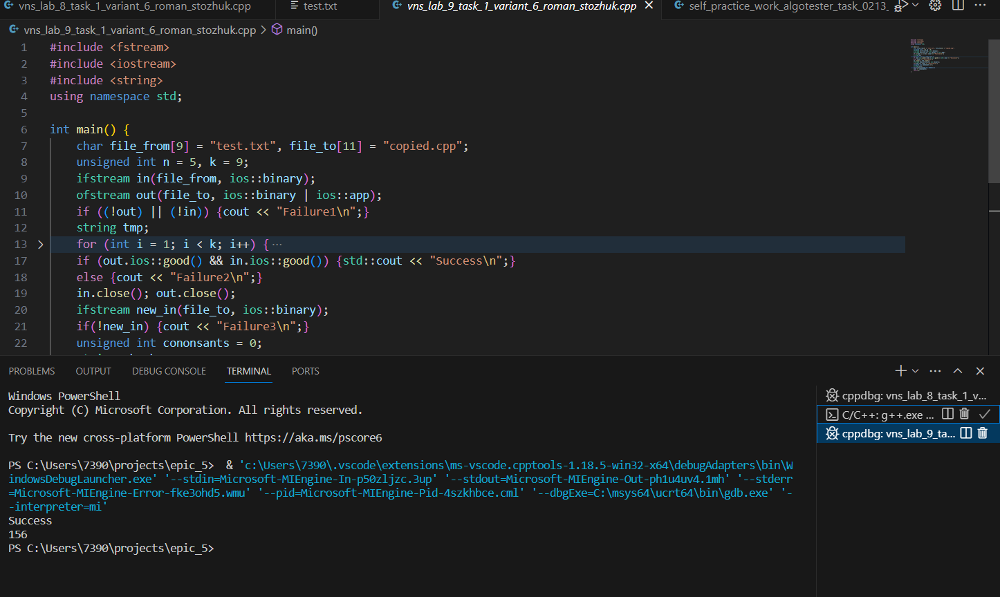 vns_lab_8_task_1_variant_6_roman_stozhuk.cpp
test.txt
vns_lab_9_task_1_variant_6_roman_stozhuk.cpp
self_practice_work_algotester_task_0213_
vns_lab_9_task_1_variant_6_roman_stozhuk.cpp > main()
1 #include <fstream>
2 #include <iostream>
3 #include <string>
4 using namespace std;
5
6 int main() {
7 char file_from[9] = "test.txt", file_to[11] = "copied.cpp";
8 unsigned int n = 5, k = 9;
9 ifstream in(file_from, ios::binary);
10 ofstream out(file_to, ios::binary | ios::app);
11 if ((!out) || (!in)) {cout << "Failure1\n";}
12 string tmp;
13 for (int i = 1; i < k; i++) {···
17 if (out.ios::good() && in.ios::good()) {std::cout << "Success\n";}
18 else {cout << "Failure2\n";}
19 in.close(); out.close();
20 ifstream new_in(file_to, ios::binary);
21 if(!new_in) {cout << "Failure3\n";}
22 unsigned int cononsants = 0;
PROBLEMS OUTPUT DEBUG CONSOLE TERMINAL PORTS
Windows PowerShell
Copyright (C) Microsoft Corporation. All rights reserved.
Try the new cross-platform PowerShell https://aka.ms/pscore6
PS C:\Users\7390\projects\epic_5> & 'c:\Users\7390\.vscode\extensions\ms-vscode.cpptools-1.18.5-win32-x64\debugAdapters\bin\W
indowsDebugLauncher.exe' '--stdin=Microsoft-MIEngine-In-p50zljzc.3up' '--stdout=Microsoft-MIEngine-Out-ph1u4uv4.1mh' '--stderr
=Microsoft-MIEngine-Error-fke3ohd5.wmu' '--pid=Microsoft-MIEngine-Pid-4szkhbce.cml' '--dbgExe=C:\msys64\ucrt64\bin\gdb.exe' '-
-interpreter=mi'
Success
156
PS C:\Users\7390\projects\epic_5>
cppdbg: vns_lab_8_task_1_v...
C/C++: g++.exe ...
cppdbg: vns_lab_9_ta...